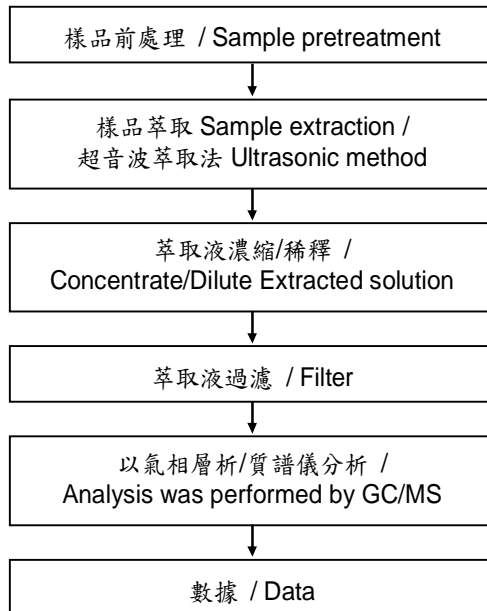 樣品前處理 / Sample pretreatment
樣品萃取 Sample extraction /
超音波萃取法 Ultrasonic method
萃取液濃縮/稀釋 /
Concentrate/Dilute Extracted solution
萃取液過濾 / Filter
以氣相層析/質譜儀分析 /
Analysis was performed by GC/MS
數據 / Data